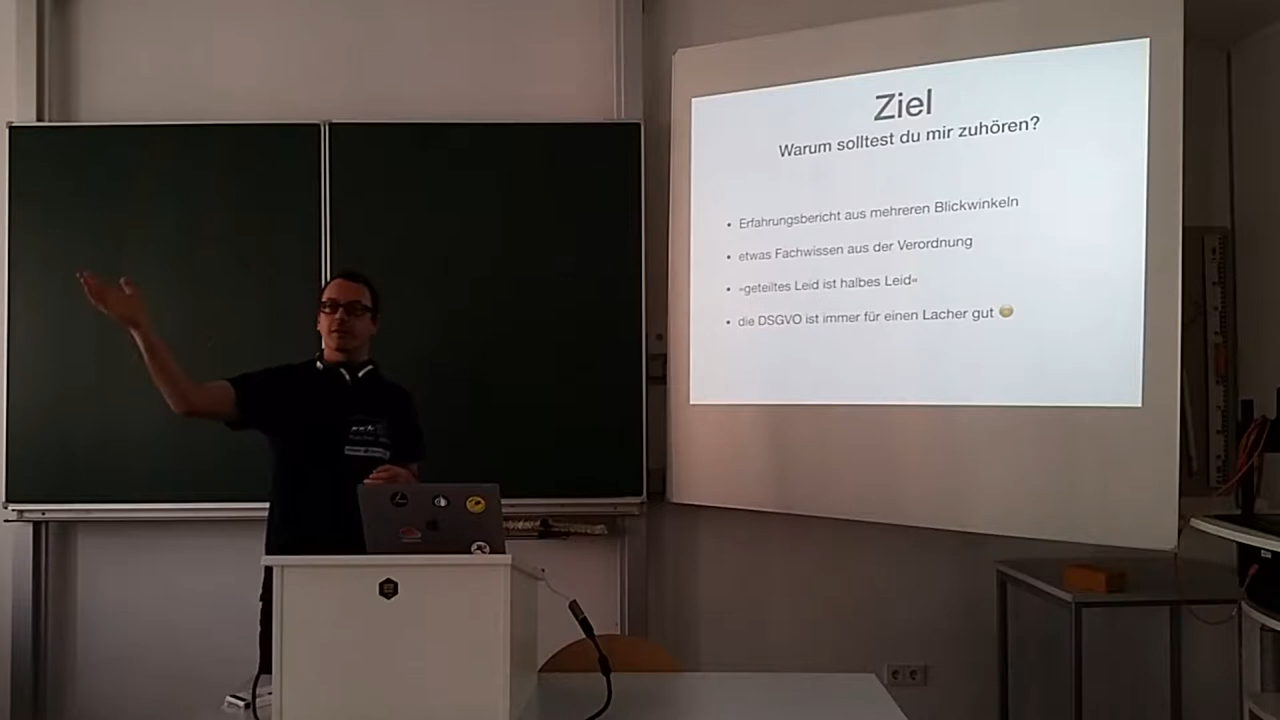 Ziel
Warum solltest du mir zuhören?
• Erfahrungsbericht aus mehreren Blickwinkeln
• etwas Fachwissen aus der Verordnung
• »geteiltes Leid ist halbes Leid«
• die DSGVO ist immer für einen Lacher gut